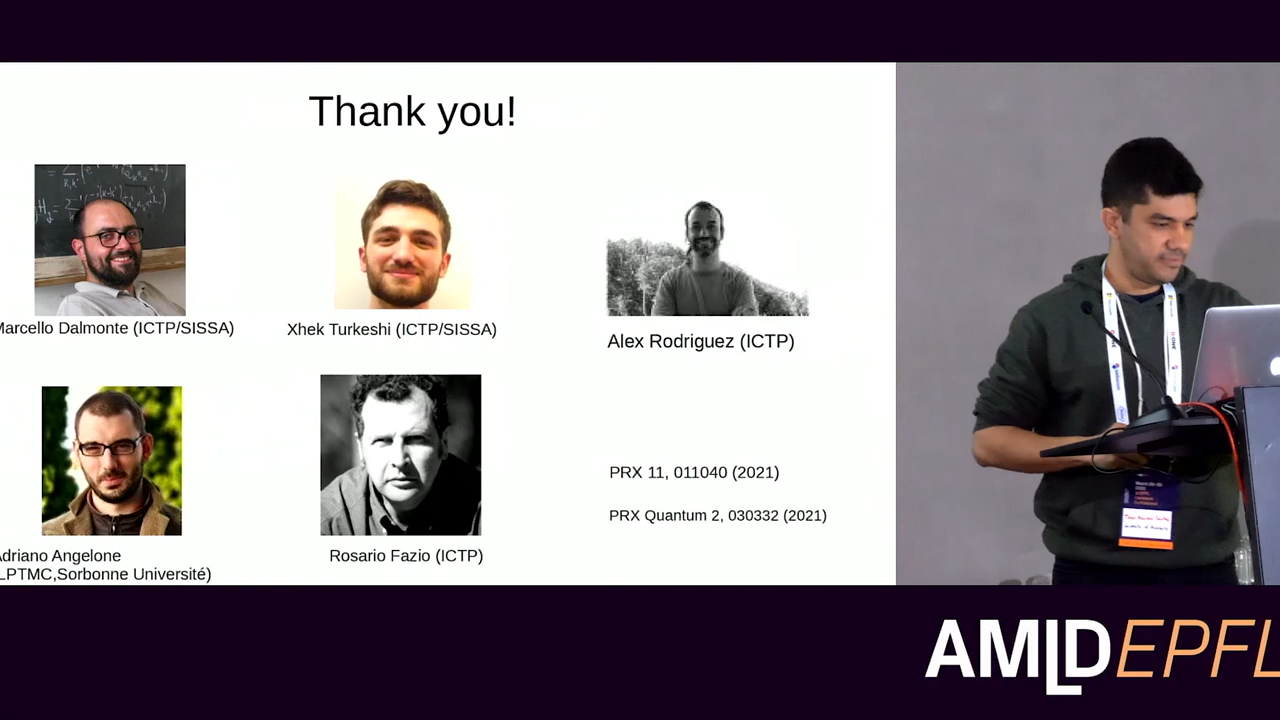 Thank you!
Marcello Dalmonte (ICTP/SISSA)
Xhek Turkeshi (ICTP/SISSA)
Alex Rodriguez (ICTP)
Adriano Angelone
LPTMC,Sorbonne Université)
Rosario Fazio (ICTP)
PRX 11, 011040 (2021)
PRX Quantum 2, 030332 (2021)
AMLD EPFL